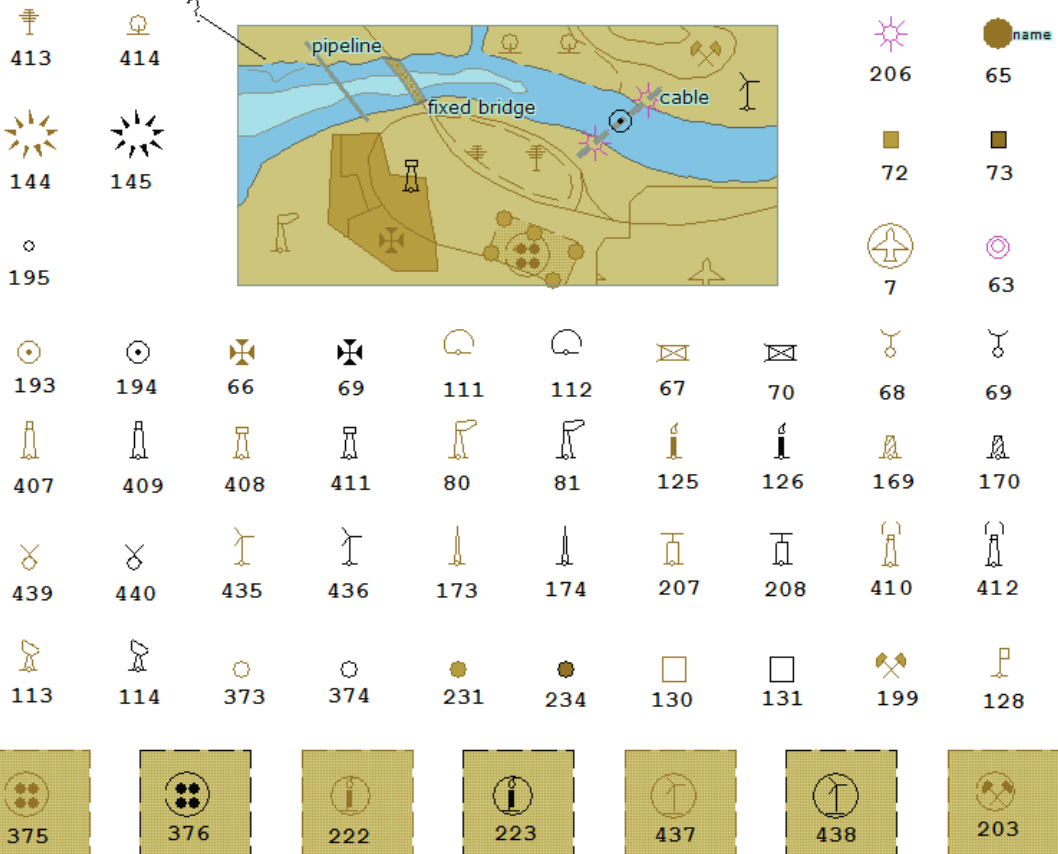 ?
413 414 206 65 name
pipeline
fixed bridge
cable
144 145 72 73
195 7 63
193 194 66 69 111 112 67 70 68 69
407 409 408 411 80 81 125 126 169 170
439 440 435 436 173 174 207 208 410 412
113 114 373 374 231 234 130 131 199 128
375 376 222 223 437 438 203